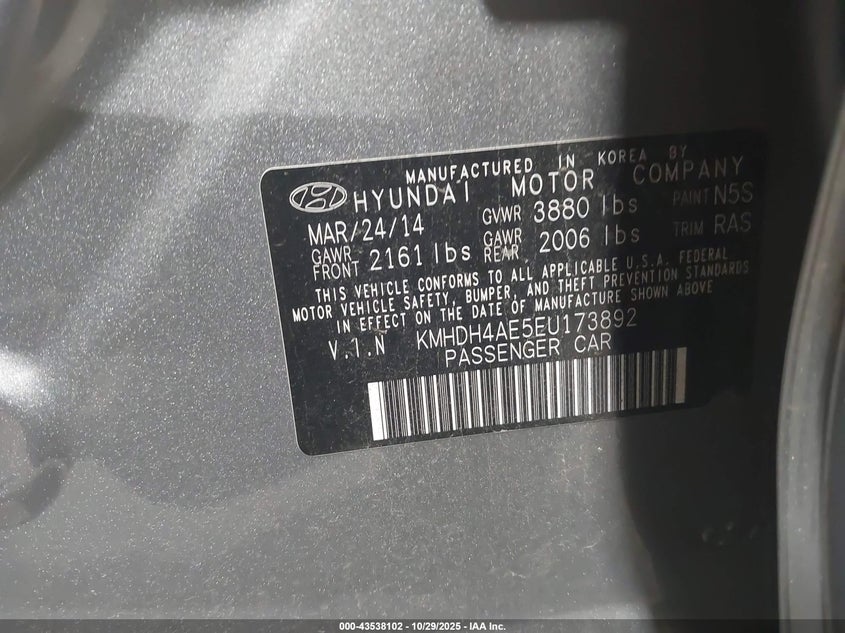 MANUFACTURED IN KOREA BY
HYUNDAI MOTOR COMPANY
MAR/24/14 GVWR 3880 lbs PAINT N5S
GAWR FRONT 2161 lbs GAWR REAR 2006 lbs TRIM RAS
THIS VEHICLE CONFORMS TO ALL APPLICABLE U.S.A. FEDERAL
MOTOR VEHICLE SAFETY, BUMPER, AND THEFT PREVENTION STANDARDS
IN EFFECT ON THE DATE OF MANUFACTURE SHOWN ABOVE
V.I.N KMHDH4AE5EU173892
PASSENGER CAR
000-43538102 - 10/29/2025 - IAA Inc.